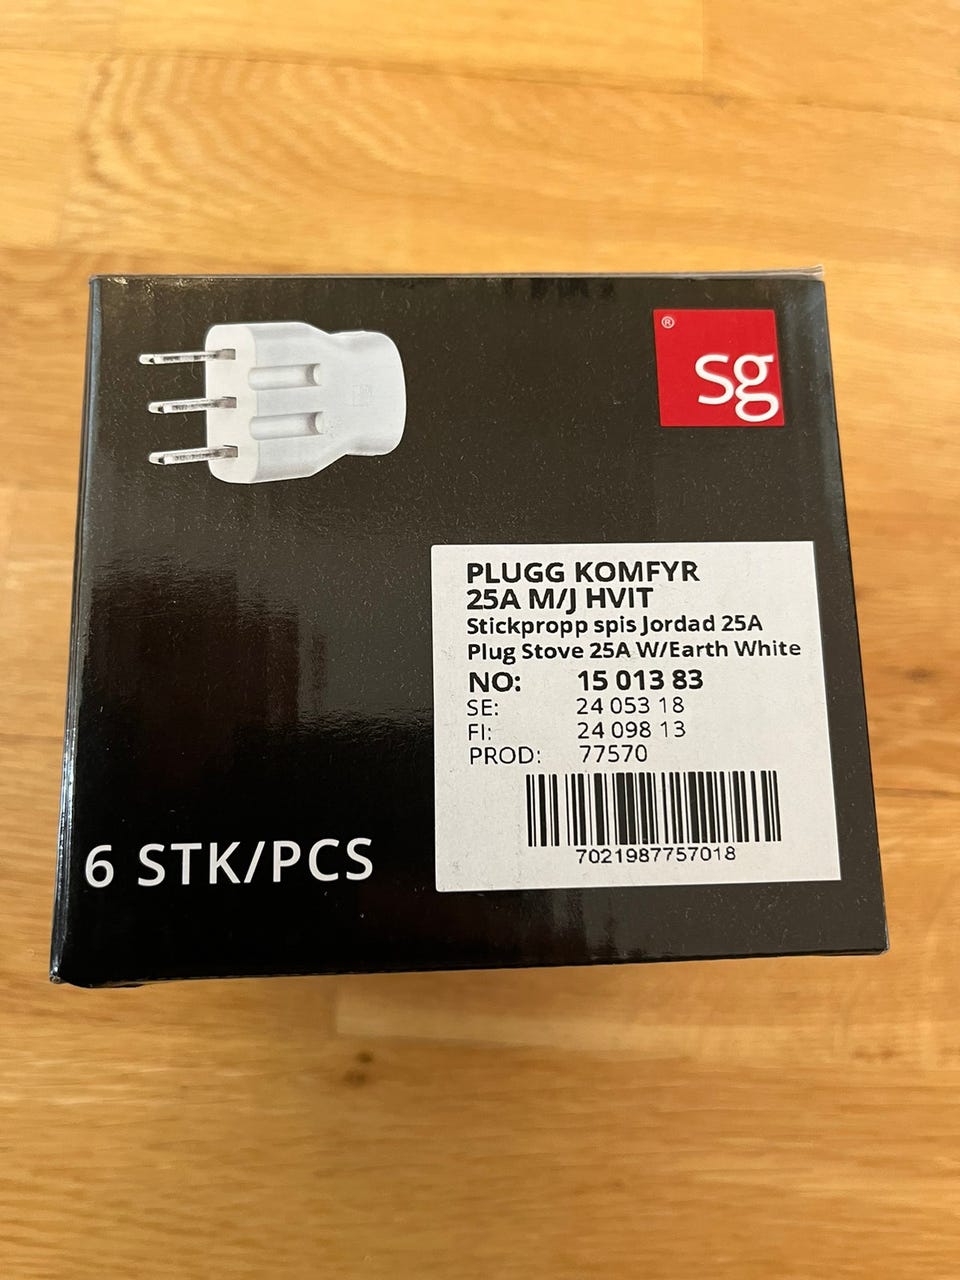 ® sg
PLUGG KOMFYR
25A M/J HVIT
Stickpropp spis Jordad 25A
Plug Stove 25A W/Earth White
NO: 15 013 83
SE: 24 053 18
FI: 24 098 13
PROD: 77570
7021987757018
6 STK/PCS